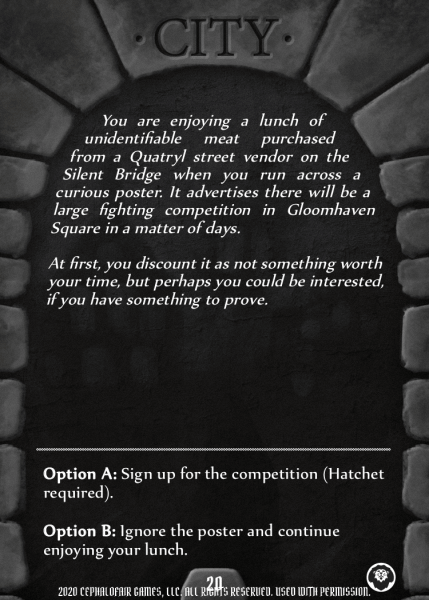 · CITY ·
You are enjoying a lunch of
unidentifiable meat purchased
from a Quatryl street vendor on the
Silent Bridge when you run across a
curious poster. It advertises there will be a
large fighting competition in Gloomhaven
Square in a matter of days.
At first, you discount it as not something worth
your time, but perhaps you could be interested,
if you have something to prove.
Option A: Sign up for the competition (Hatchet
required).
Option B: Ignore the poster and continue
enjoying your lunch.
20
2020 CEPHALOFAIR GAMES, LLC. ALL RIGHTS RESERVED. USED WITH PERMISSION.